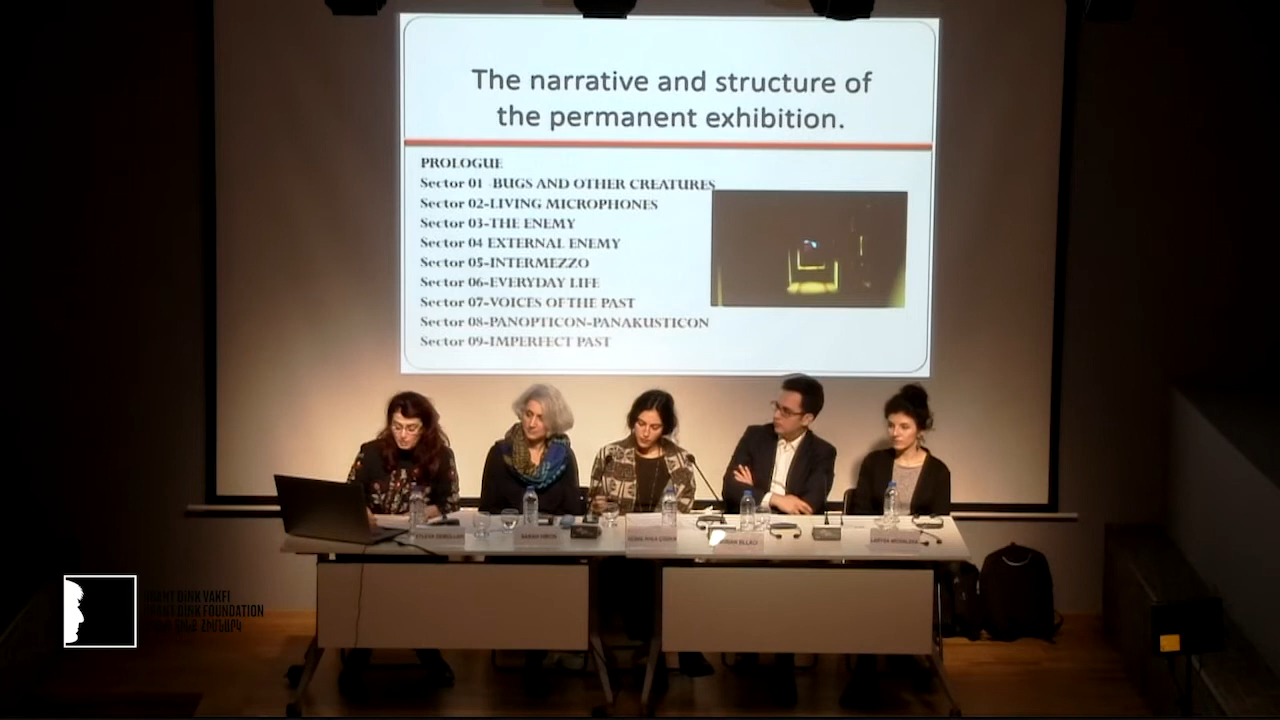 The narrative and structure of
the permanent exhibition.
PROLOGUE
Sector 01 -BUGS AND OTHER CREATURES
Sector 02-LIVING MICROPHONES
Sector 03-THE ENEMY
Sector 04 EXTERNAL ENEMY
Sector 05-INTERMEZZO
Sector 06-EVERYDAY LIFE
Sector 07-VOICES OF THE PAST
Sector 08-PANOPTICON-PANAKUSTICON
Sector 09-IMPERFECT PAST
HRANT DİNK VAKFI
HRANT DINK FOUNDATION